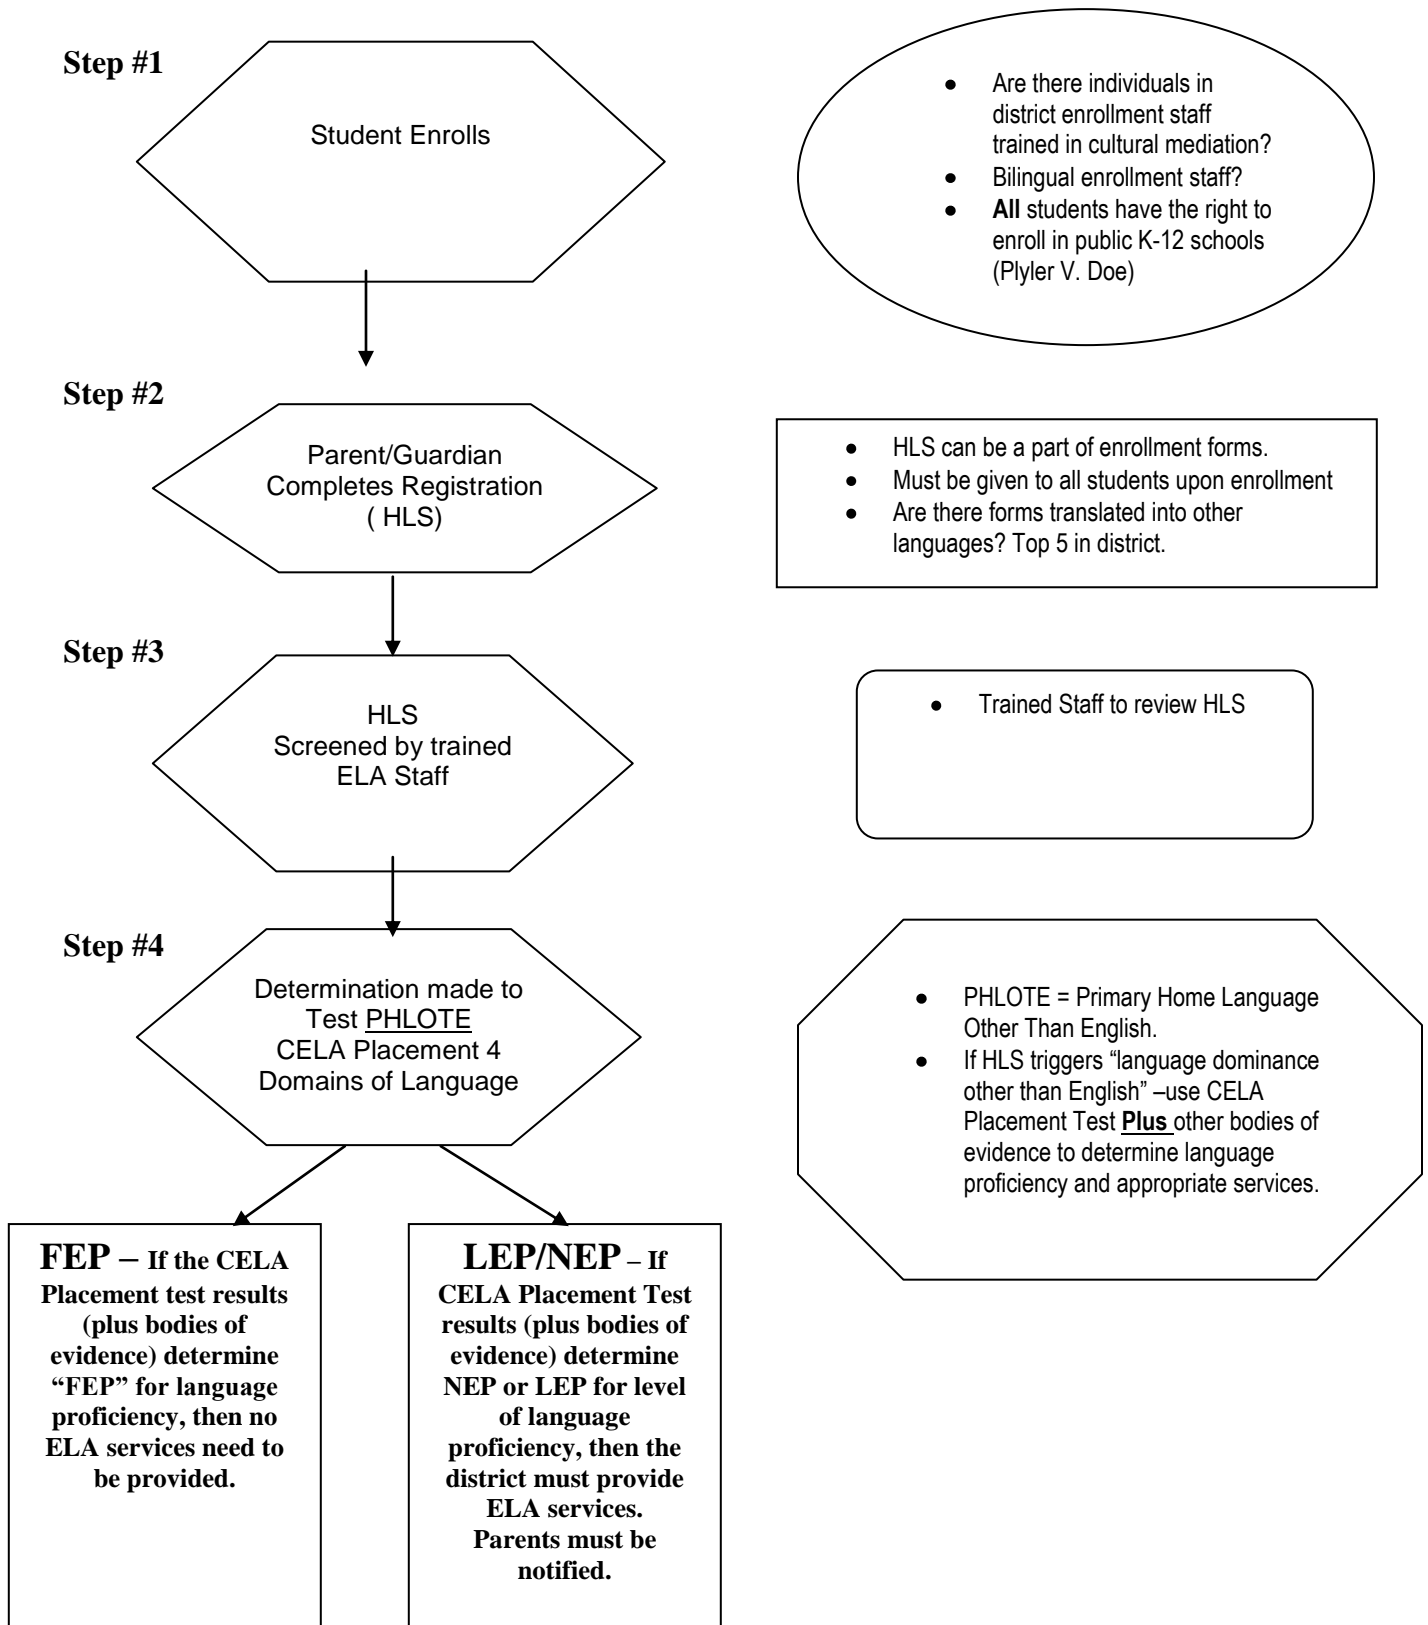 Step #1
Student Enrolls
● Are there individuals in
district enrollment staff
trained in cultural mediation?
● Bilingual enrollment staff?
● All students have the right to
enroll in public K-12 schools
(Plyler V. Doe)
Step #2
Parent/Guardian
Completes Registration
( HLS)
● HLS can be a part of enrollment forms.
● Must be given to all students upon enrollment
● Are there forms translated into other
languages? Top 5 in district.
Step #3
HLS
Screened by trained
ELA Staff
● Trained Staff to review HLS
Step #4
Determination made to
Test PHLOTE
CELA Placement 4
Domains of Language
● PHLOTE = Primary Home Language
Other Than English.
● If HLS triggers “language dominance
other than English” –use CELA
Placement Test Plus other bodies of
evidence to determine language
proficiency and appropriate services.
FEP – If the CELA
Placement test results
(plus bodies of
evidence) determine
“FEP” for language
proficiency, then no
ELA services need to
be provided.
LEP/NEP – If
CELA Placement Test
results (plus bodies of
evidence) determine
NEP or LEP for level
of language
proficiency, then the
district must provide
ELA services.
Parents must be
notified.